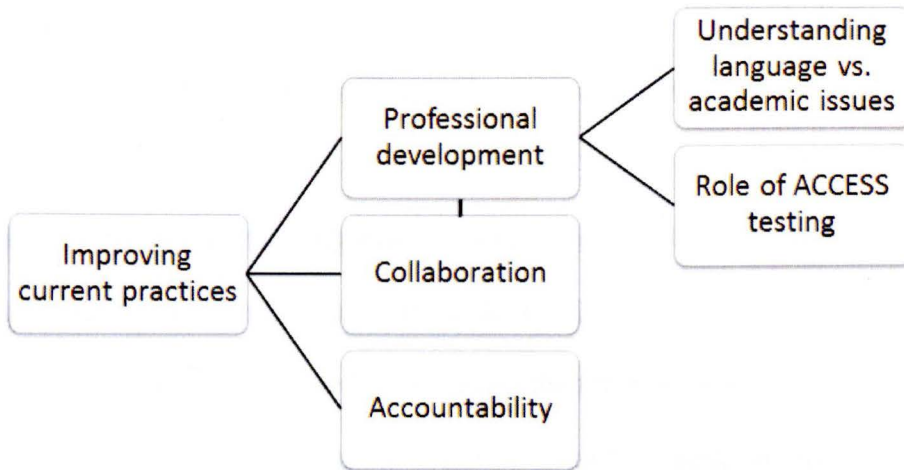 Understanding
language vs.
academic issues
Professional
development
Role of ACCESS
testing
Improving
current practices
Collaboration
Accountability